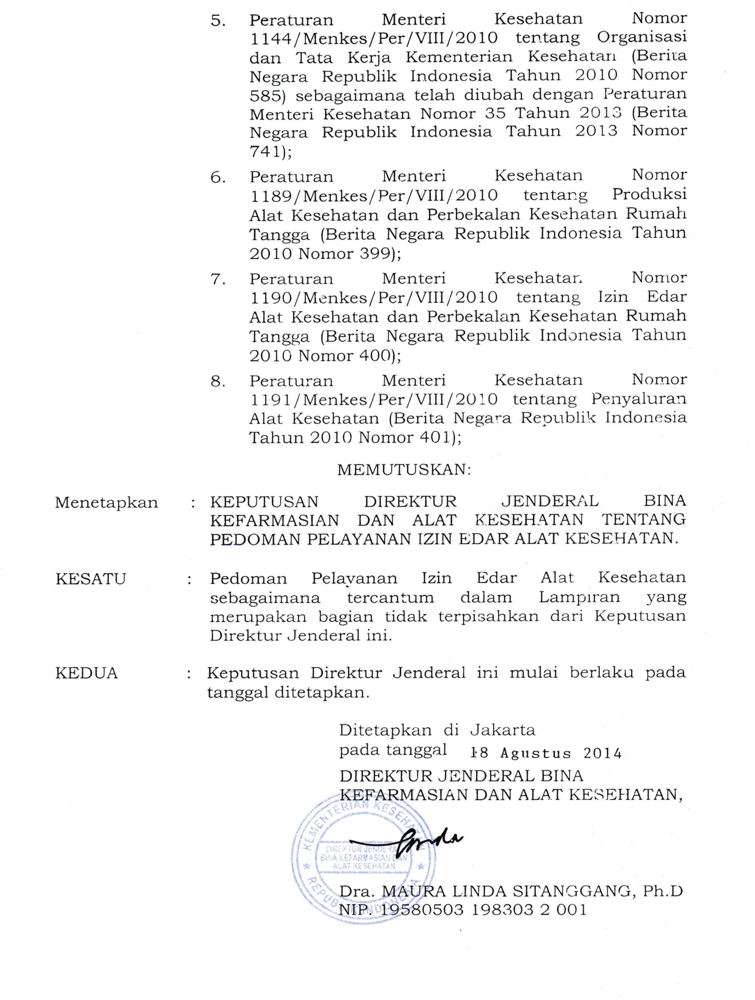 5. Peraturan Menteri Kesehatan Nomor
1144/Menkes/Per/VIII/2010 tentang Organisasi
dan Tata Kerja Kementerian Kesehatan (Berita
Negara Republik Indonesia Tahun 2010 Nomor
585) sebagaimana telah diubah dengan Peraturan
Menteri Kesehatan Nomor 35 Tahun 2013 (Berita
Negara Republik Indonesia Tahun 2013 Nomor
741);
6. Peraturan Menteri Kesehatan Nomor
1189/Menkes/Per/VIII/2010 tentang Produksi
Alat Kesehatan dan Perbekalan Kesehatan Rumah
Tangga (Berita Negara Republik Indonesia Tahun
2010 Nomor 399);
7. Peraturan Menteri Kesehatan Nomor
1190/Menkes/Per/VIII/2010 tentang Izin Edar
Alat Kesehatan dan Perbekalan Kesehatan Rumah
Tangga (Berita Negara Republik Indonesia Tahun
2010 Nomor 400);
8. Peraturan Menteri Kesehatan Nomor
1191/Menkes/Per/VIII/2010 tentang Penyaluran
Alat Kesehatan (Berita Negara Republik Indonesia
Tahun 2010 Nomor 401);
MEMUTUSKAN:
Menetapkan : KEPUTUSAN DIREKTUR JENDERAL BINA
KEFARMASIAN DAN ALAT KESEHATAN TENTANG
PEDOMAN PELAYANAN IZIN EDAR ALAT KESEHATAN.
KESATU : Pedoman Pelayanan Izin Edar Alat Kesehatan
sebagaimana tercantum dalam Lampiran yang
merupakan bagian tidak terpisahkan dari Keputusan
Direktur Jenderal ini.
KEDUA : Keputusan Direktur Jenderal ini mulai berlaku pada
tanggal ditetapkan.
Ditetapkan di Jakarta
pada tanggal 18 Agustus 2014
DIREKTUR JENDERAL BINA
KEFARMASIAN DAN ALAT KESEHATAN,
KEMENTERIAN KESEHATAN
DIREKTUR JENDERAL
BINA KEFARMASIAN DAN
ALAT KESEHATAN
REPUBLIK INDONESIA
Dra. MAURA LINDA SITANGGANG, Ph.D
NIP. 19580503 198303 2 001